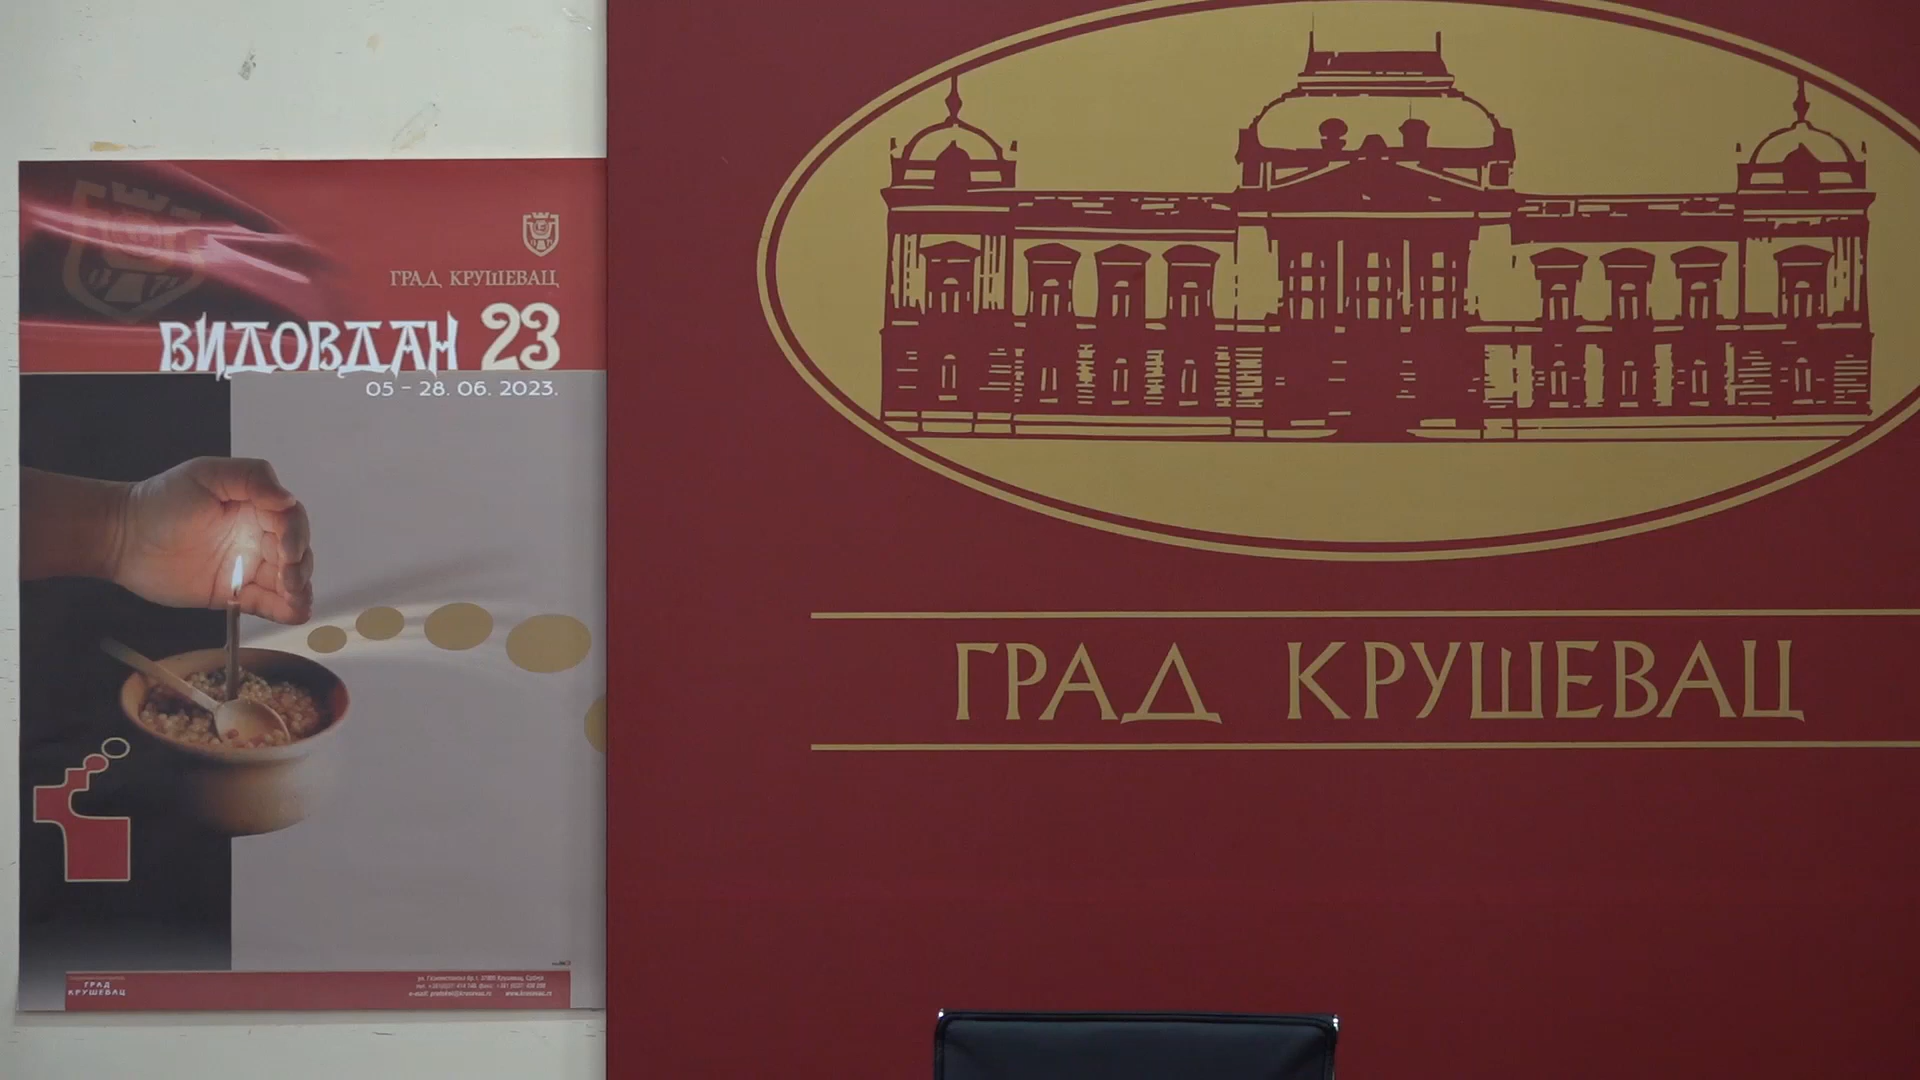 ГРАД КРУШЕВАЦ
ВИДОВДАН 23
05 – 28. 06. 2023.
ГРАД
КРУШЕВАЦ
ГРАД КРУШЕВАЦ